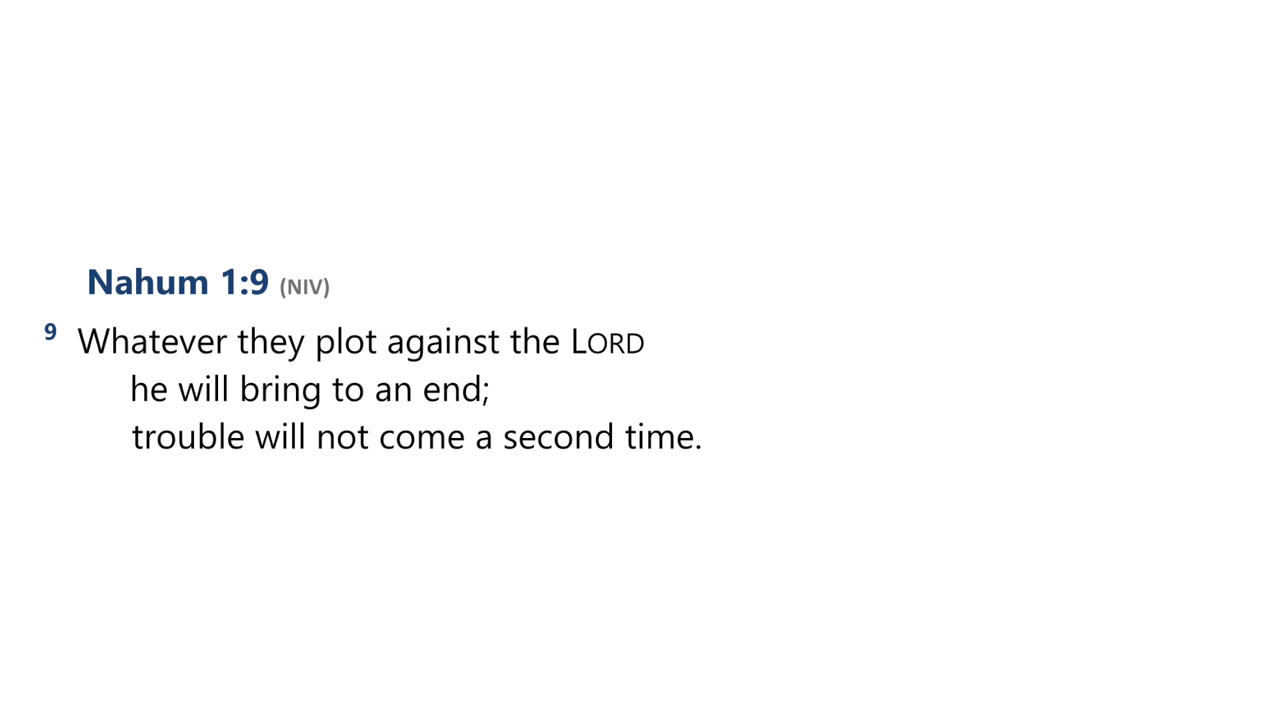 Nahum 1:9 (NIV)
9 Whatever they plot against the LORD
he will bring to an end;
trouble will not come a second time.